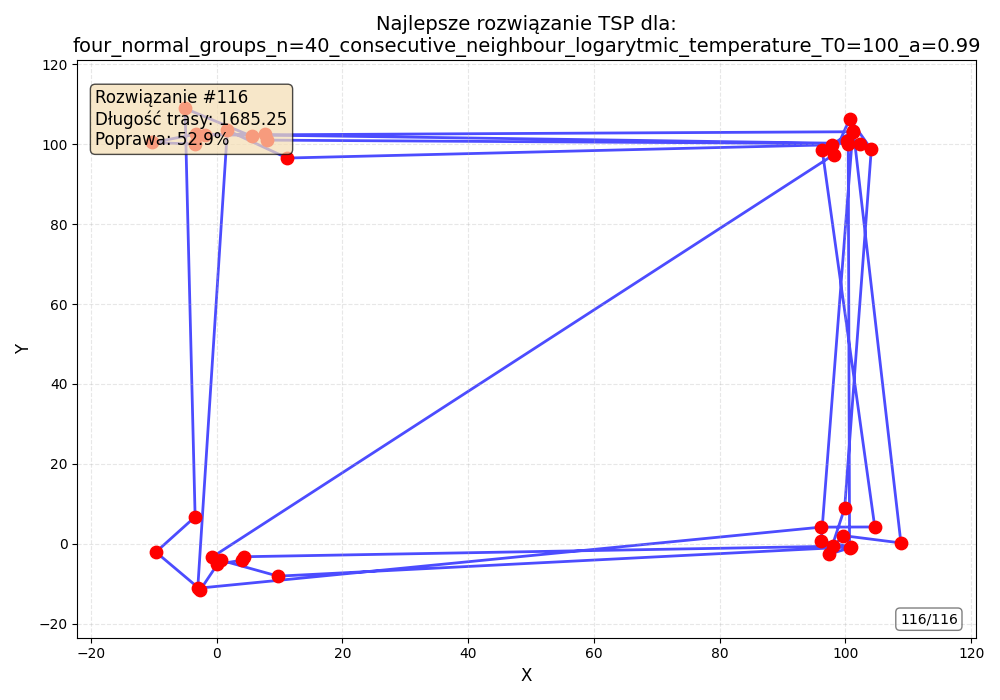 Najlepsze rozwiązanie TSP dla:
four_normal_groups_n=40_consecutive_neighbour_logarytmic_temperature_T0=100_a=0.99
Rozwiązanie #116
Długość trasy: 1685.25
Poprawa: 52.9%
120
100
80
60
40
20
0
−20
Y
116/116
−20
0
20
40
60
80
100
120
X